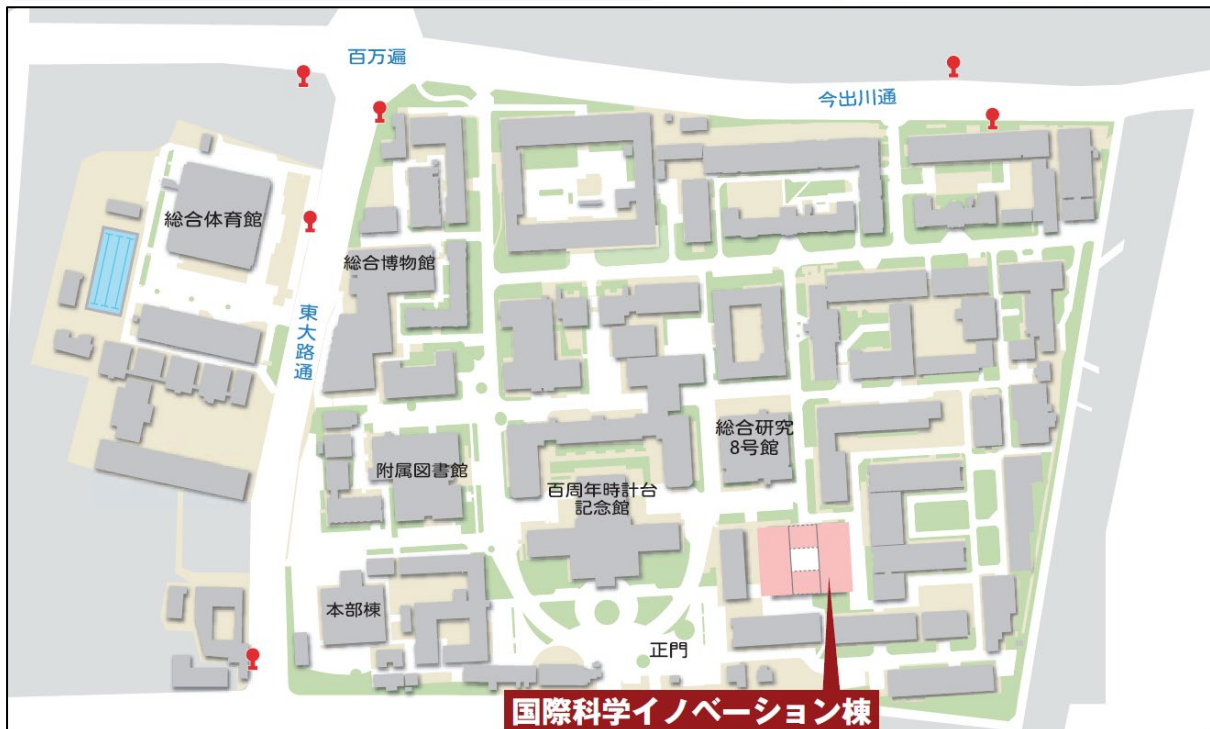 百万遍
今出川通
総合体育館
総合博物館
東大路通
総合研究
8号館
附属図書館
百周年時計台
記念館
本部棟
正門
国際科学イノベーション棟